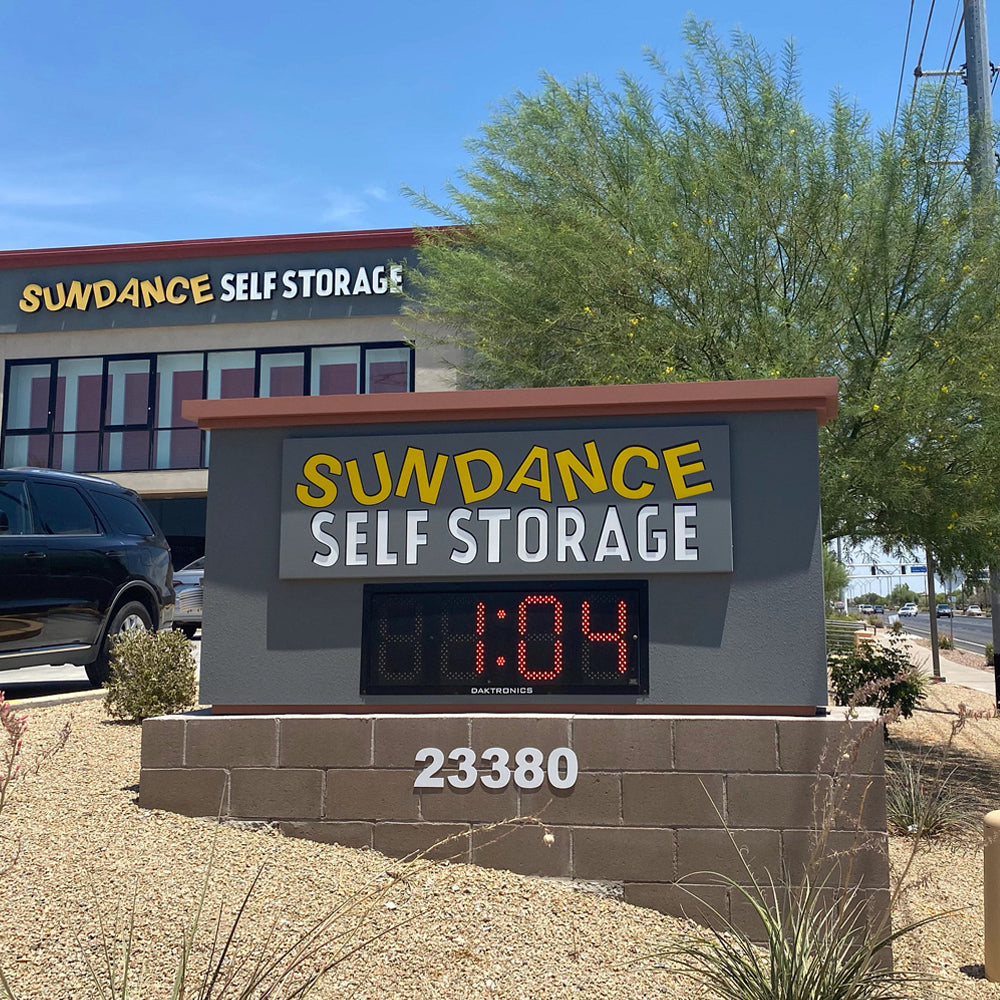 SUNDANCE SELF STORAGE
SUNDANCE
SELF STORAGE
1:04
DAKTRONICS
23380